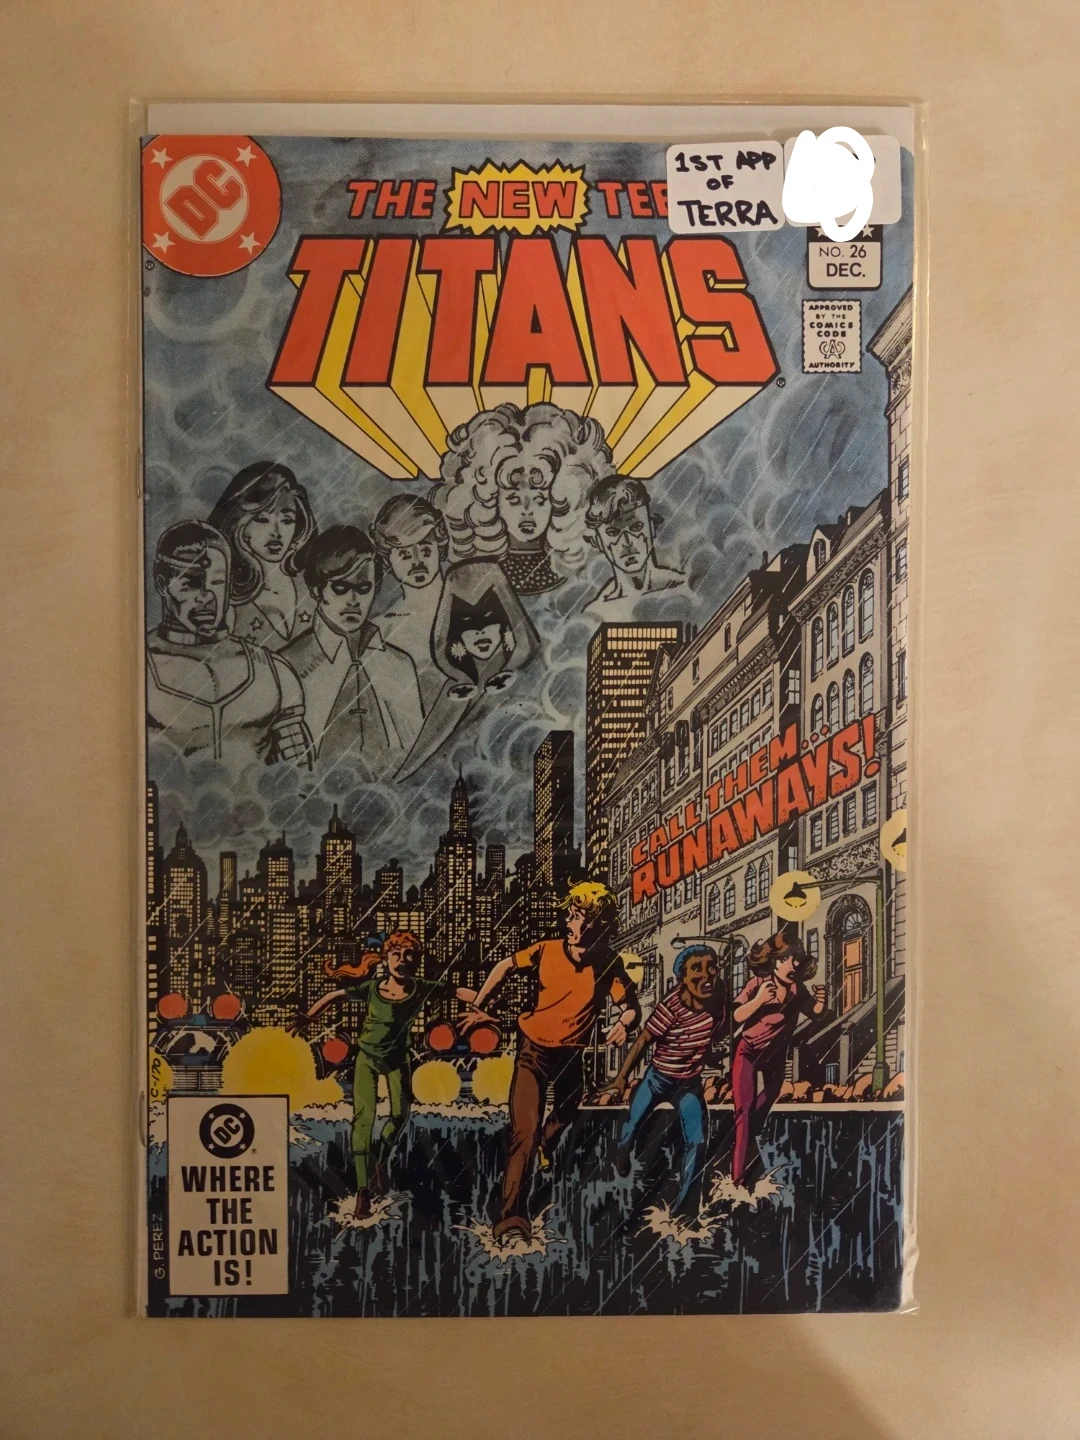 DC
THE NEW TEE
1ST APP
OF
TERRA
TITANS
NO. 26
DEC.
APPROVED
BY THE
COMICS
CODE
AUTHORITY
CALL THEM...
RUNAWAYS!
DC
WHERE
THE
ACTION
IS!
G. PEREZ